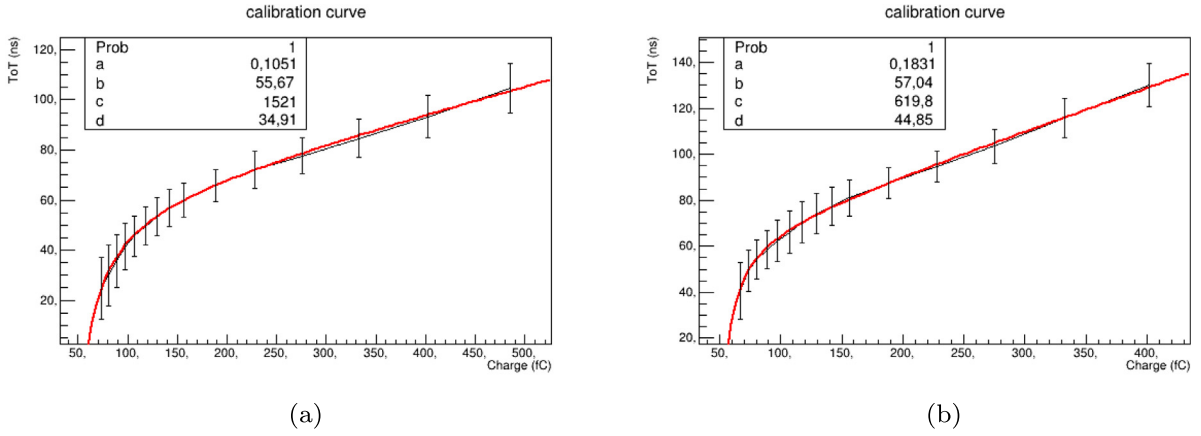 calibration curve
ToT (ns)
120,
100,
80,
60,
40,
20,
Prob 1
a 0,1051
b 55,67
c 1521
d 34,91
50, 100, 150, 200, 250, 300, 350, 400, 450, 500,
Charge (fC)
(a)
calibration curve
ToT (ns)
140,
120,
100,
80,
60,
40,
20,
Prob 1
a 0,1831
b 57,04
c 619,8
d 44,85
50, 100, 150, 200, 250, 300, 350, 400,
Charge (fC)
(b)